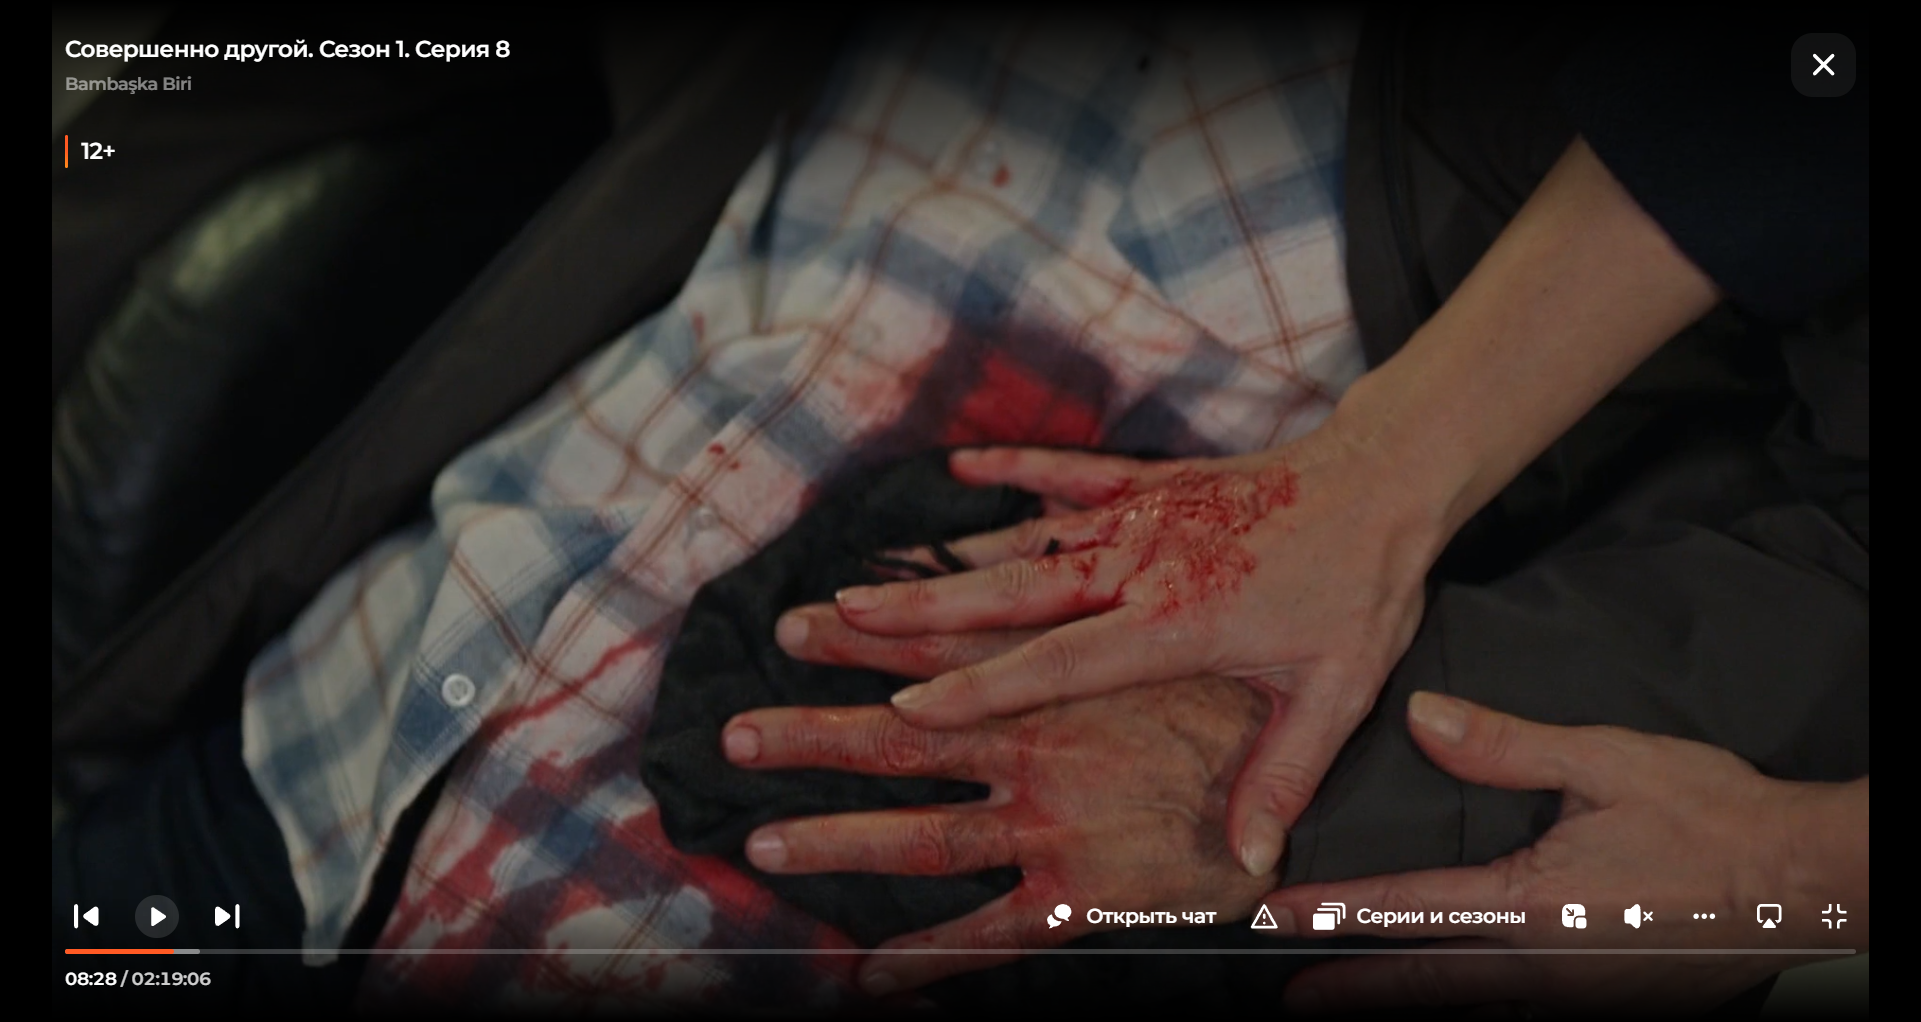 Совершенно другой. Сезон 1. Серия 8
Bambaşka Biri
12+
Открыть чат
Серии и сезоны
08:28 / 02:19:06